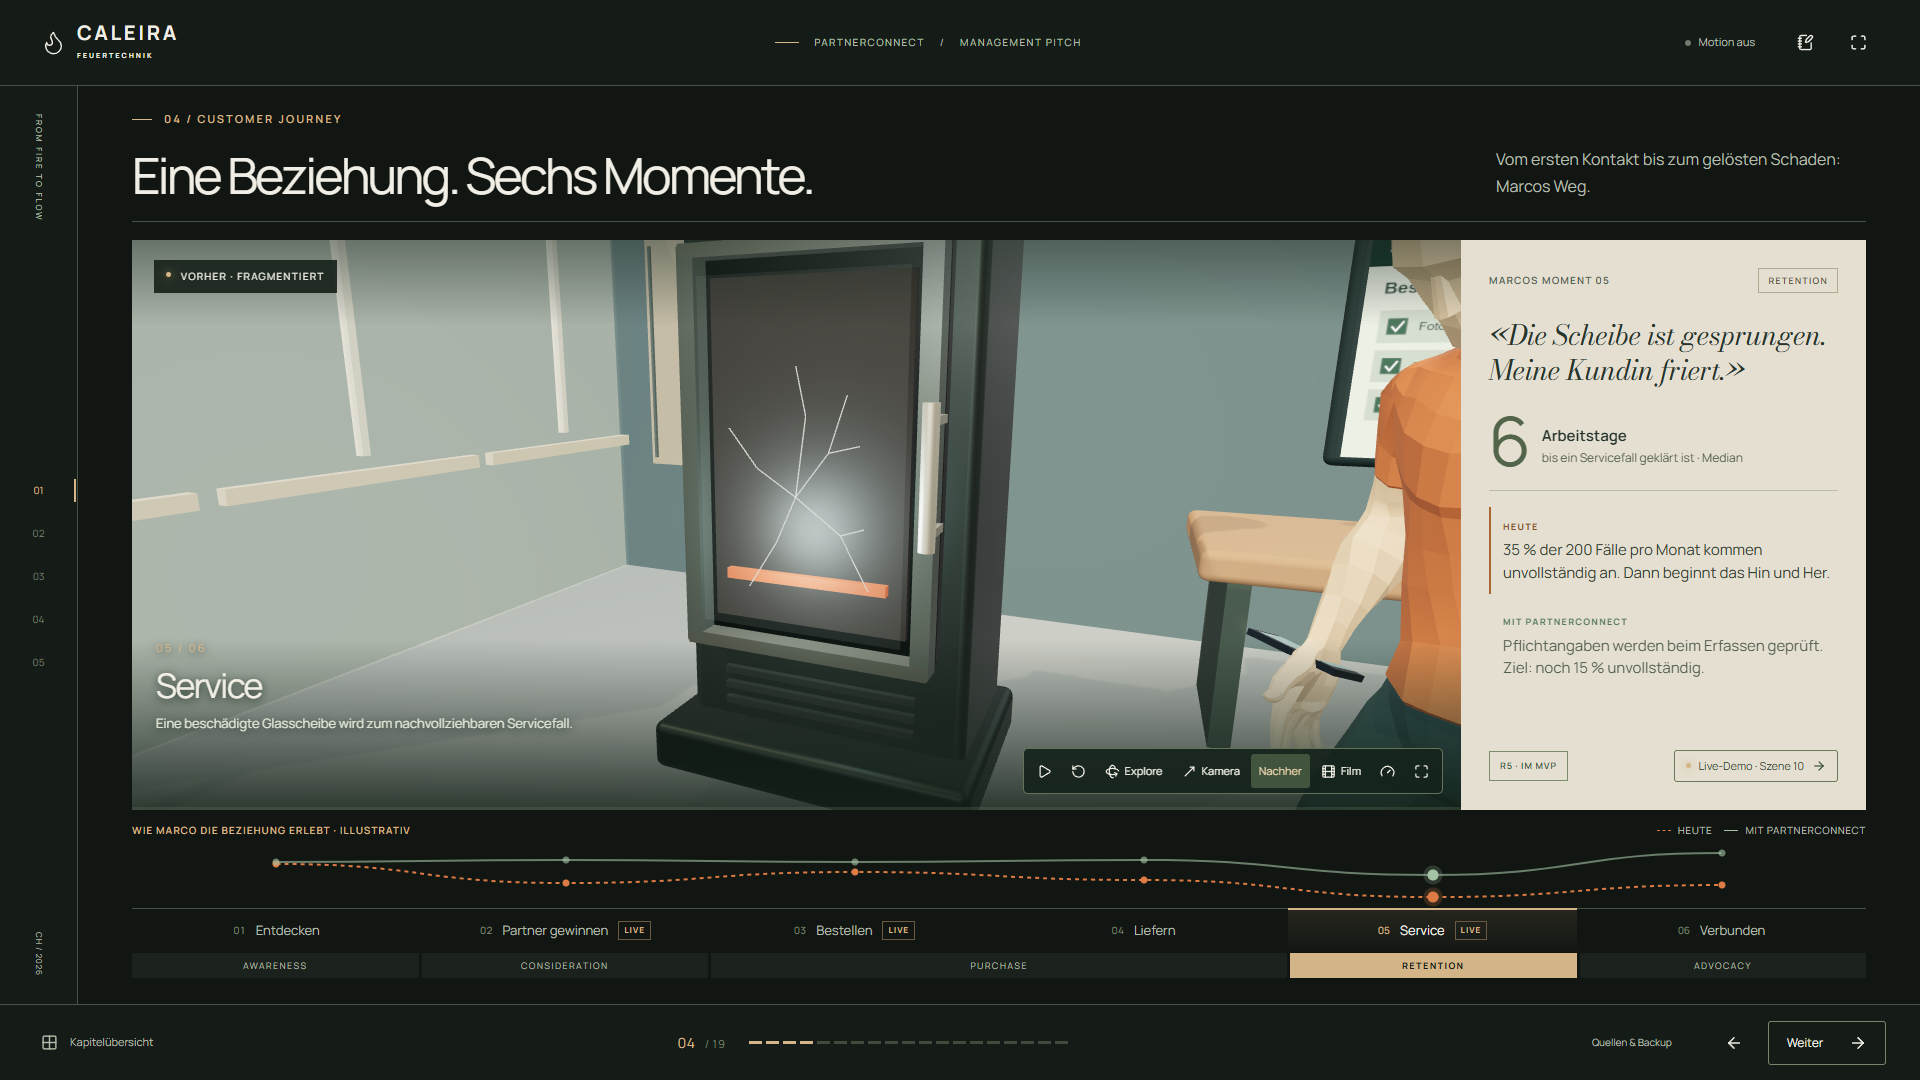 CALEIRA
FEUERTECHNIK
PARTNERCONNECT / MANAGEMENT PITCH
Motion aus
FROM FIRE TO FLOW
01
02
03
04
05
CH / 2026
04 / CUSTOMER JOURNEY
Eine Beziehung. Sechs Momente.
Vom ersten Kontakt bis zum gelösten Schaden:
Marcos Weg.
VORHER · FRAGMENTIERT
Bes
Foto
05 / 06
Service
Eine beschädigte Glasscheibe wird zum nachvollziehbaren Servicefall.
Explore
Kamera
Nachher
Film
MARCOS MOMENT 05
RETENTION
«Die Scheibe ist gesprungen.
Meine Kundin friert.»
6
Arbeitstage
bis ein Servicefall geklärt ist · Median
HEUTE
35 % der 200 Fälle pro Monat kommen
unvollständig an. Dann beginnt das Hin und Her.
MIT PARTNERCONNECT
Pflichtangaben werden beim Erfassen geprüft.
Ziel: noch 15 % unvollständig.
R5 · IM MVP
Live-Demo · Szene 10
WIE MARCO DIE BEZIEHUNG ERLEBT · ILLUSTRATIV
HEUTE
MIT PARTNERCONNECT
01 Entdecken
02 Partner gewinnen LIVE
03 Bestellen LIVE
04 Liefern
05 Service LIVE
06 Verbunden
AWARENESS
CONSIDERATION
PURCHASE
RETENTION
ADVOCACY
Kapitelübersicht
04 / 19
Quellen & Backup
Weiter